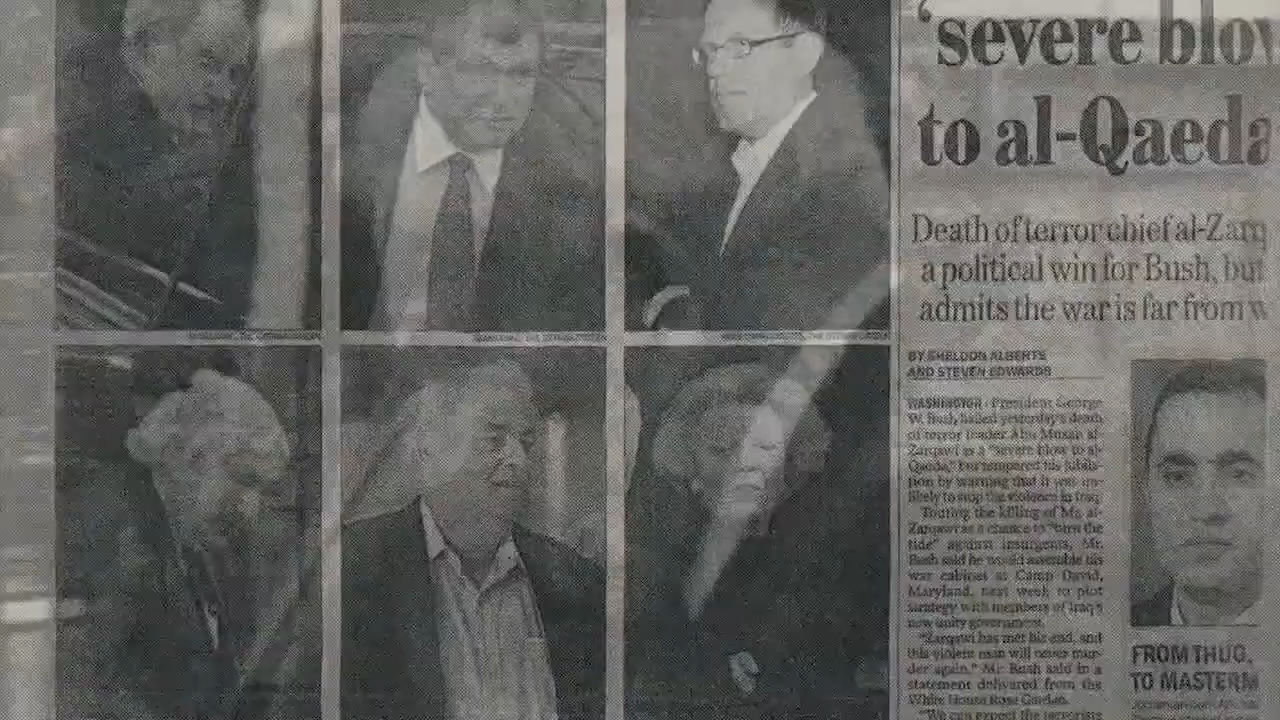 'severe blow
to al-Qaeda
Death of terror chief al-Zarq
a political win for Bush, but
admits the war is far from w
BY SHELDON ALBERTS
AND STEVEN EDWARDS
WASHINGTON · President George
W. Bush hailed yesterday's death
of terror leader Abu Musab al-
Zarqawi as a "severe blow to al-
Qaeda," but tempered his jubila-
tion by warning that it was un-
likely to stop the violence in Iraq.
Touting the killing of Mr. al-
Zarqawi as a chance to "turn the
tide" against insurgents, Mr.
Bush said he would assemble his
war cabinet at Camp David,
Maryland, next week to plot
strategy with members of Iraq's
new unity government.
"Zarqawi has met his end, and
this violent man will never mur-
der again," Mr. Bush said in a
statement delivered from the
White House Rose Garden.
"We can expect the terrorists
FROM THUG,
TO MASTERM